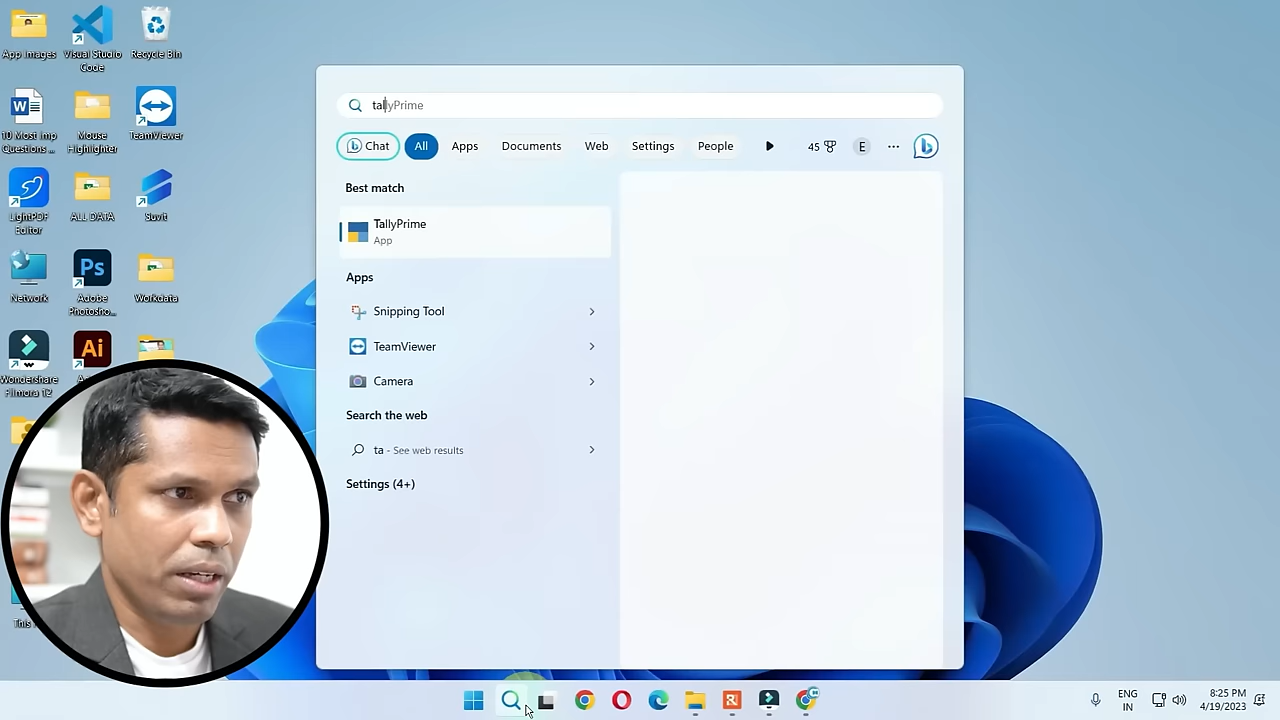 App Images
Visual Studio
Code
Recycle Bin
10 Most Imp
Questions ...
Mouse
Highlighter
TeamViewer
LightPDF
Editor
ALL DATA
Suvit
Network
Ps
Adobe
Photosho...
Workdata
Wondershare
Filmora 12
Ai
tallyPrime
Chat
All
Apps
Documents
Web
Settings
People
45
E
Best match
TallyPrime
App
Apps
Snipping Tool
TeamViewer
Camera
Search the web
ta - See web results
Settings (4+)
ENG
IN
8:25 PM
4/19/2023